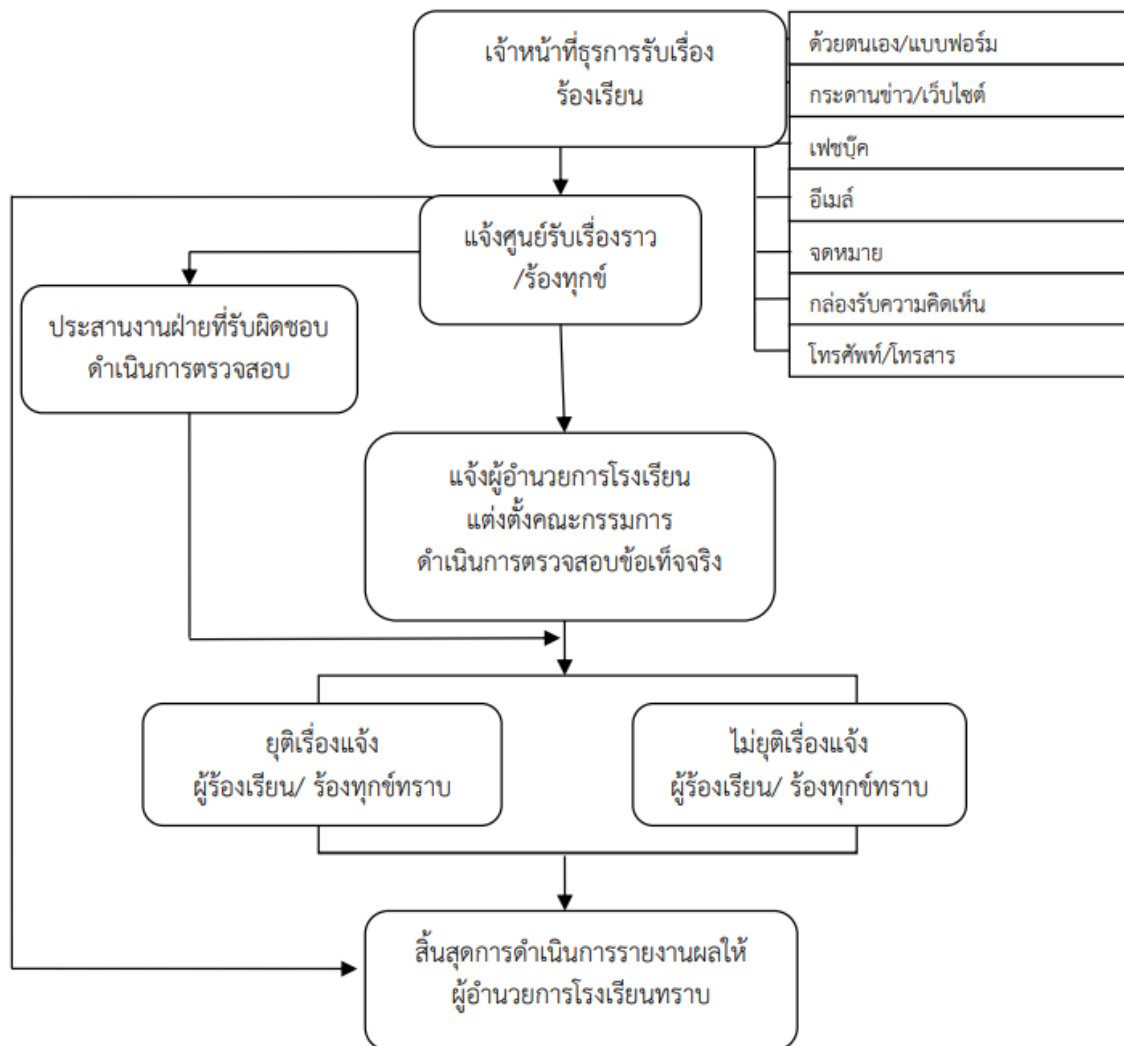 เจ้าหน้าที่ธุรการรับเรื่อง
ร้องเรียน
ด้วยตนเอง/แบบฟอร์ม
กระดานข่าว/เว็บไซต์
เฟชบุ๊ค
อีเมล์
จดหมาย
กล่องรับความคิดเห็น
โทรศัพท์/โทรสาร
แจ้งศูนย์รับเรื่องราว
/ร้องทุกข์
ประสานงานฝ่ายที่รับผิดชอบ
ดำเนินการตรวจสอบ
แจ้งผู้อำนวยการโรงเรียน
แต่งตั้งคณะกรรมการ
ดำเนินการตรวจสอบข้อเท็จจริง
ยุติเรื่องแจ้ง
ผู้ร้องเรียน/ ร้องทุกข์ทราบ
ไม่ยุติเรื่องแจ้ง
ผู้ร้องเรียน/ ร้องทุกข์ทราบ
สิ้นสุดการดำเนินการรายงานผลให้
ผู้อำนวยการโรงเรียนทราบ